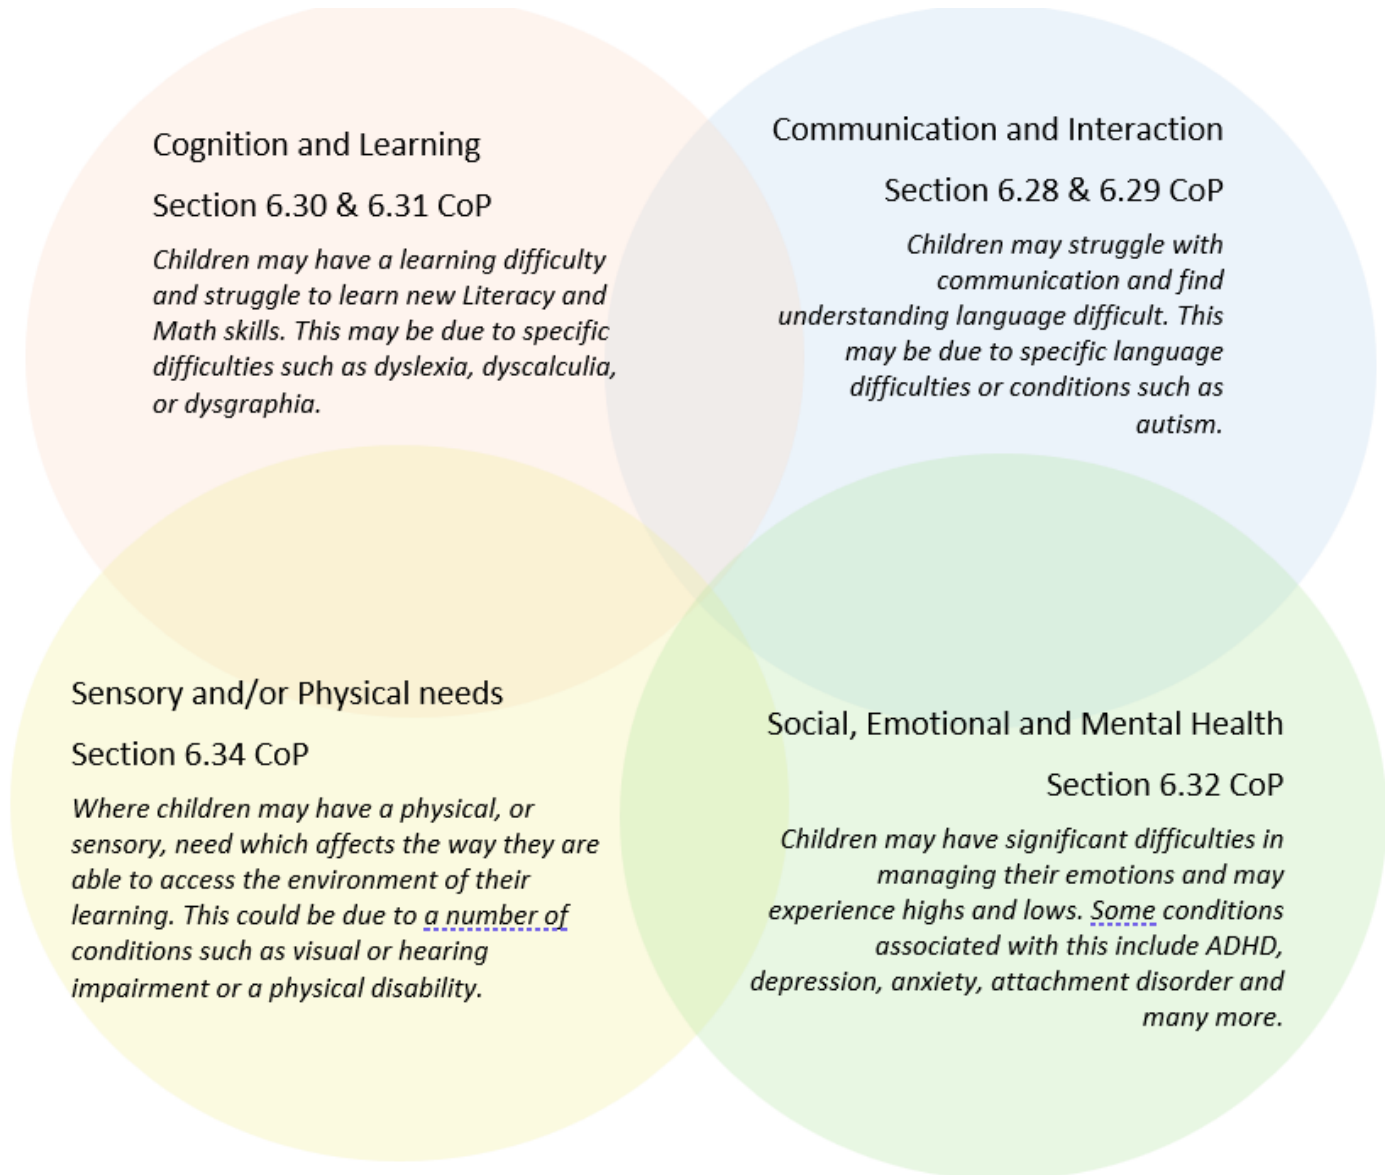 Cognition and Learning
Section 6.30 & 6.31 CoP
Children may have a learning difficulty
and struggle to learn new Literacy and
Math skills. This may be due to specific
difficulties such as dyslexia, dyscalculia,
or dysgraphia.
Communication and Interaction
Section 6.28 & 6.29 CoP
Children may struggle with
communication and find
understanding language difficult. This
may be due to specific language
difficulties or conditions such as
autism.
Sensory and/or Physical needs
Section 6.34 CoP
Where children may have a physical, or
sensory, need which affects the way they are
able to access the environment of their
learning. This could be due to a number of
conditions such as visual or hearing
impairment or a physical disability.
Social, Emotional and Mental Health
Section 6.32 CoP
Children may have significant difficulties in
managing their emotions and may
experience highs and lows. Some conditions
associated with this include ADHD,
depression, anxiety, attachment disorder and
many more.